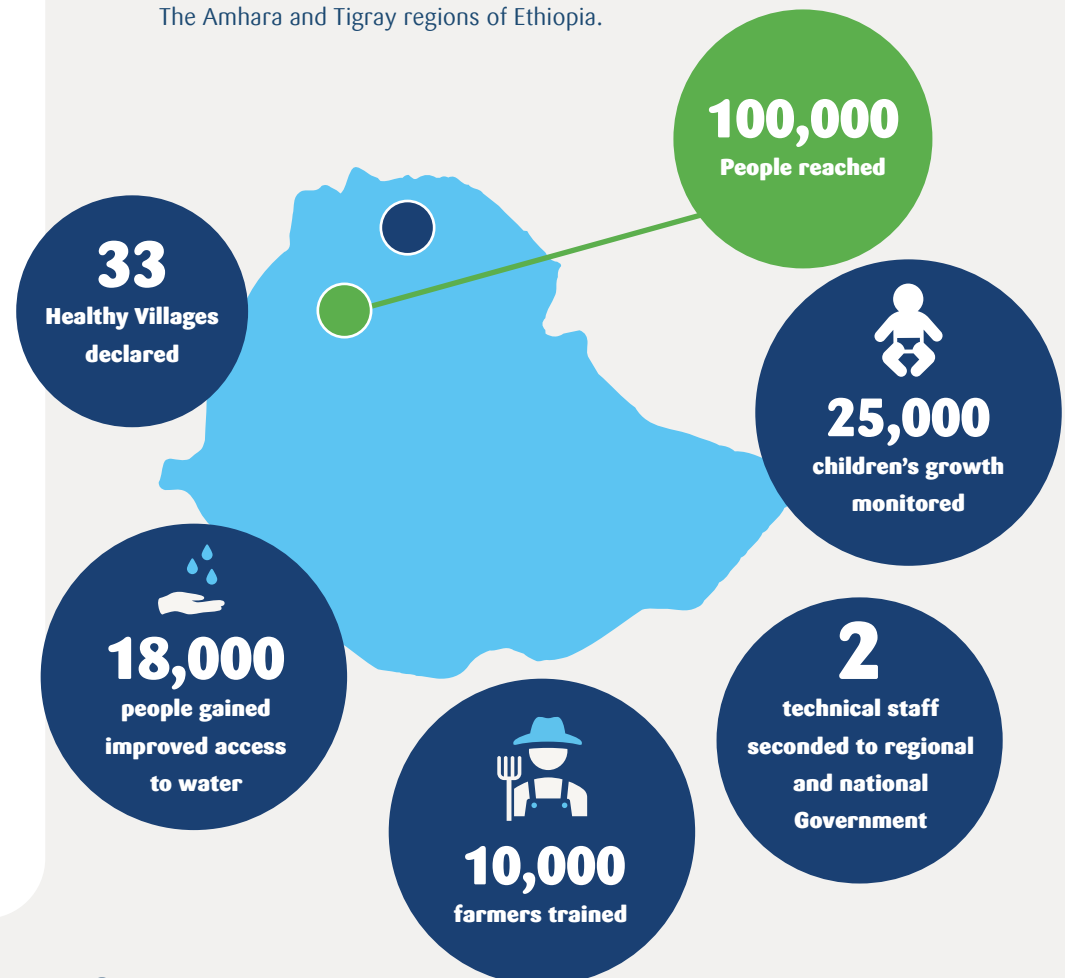 The Amhara and Tigray regions of Ethiopia.
100,000
People reached
33
Healthy Villages
declared
25,000
children’s growth
monitored
18,000
people gained
improved access
to water
2
technical staff
seconded to regional
and national
Government
10,000
farmers trained